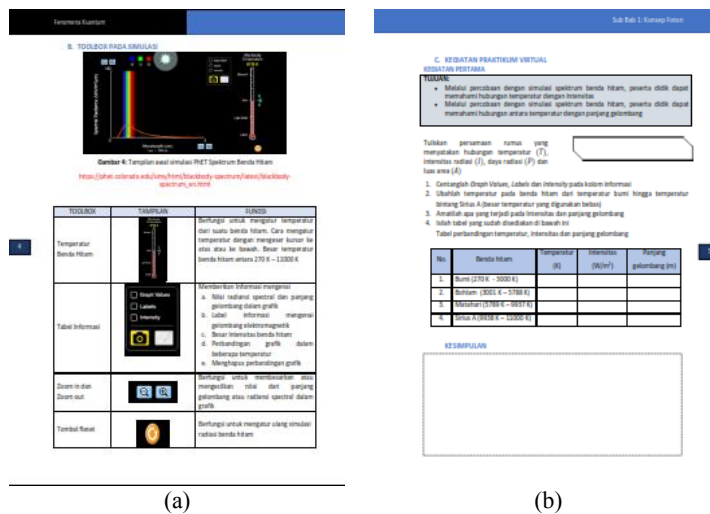 Fenomena Kuantum
B. TOOLBOX PADA SIMULASI
Gambar 4: Tampilan awal simulasi PhET Spektrum Benda Hitam
https://phet.colorado.edu/sims/html/blackbody-spectrum/latest/blackbody-
spectrum_en.html
TOOLBOX TAMPILAN FUNGSI
Temperatur
Benda Hitam
Berfungsi untuk mengatur temperatur
dari suatu benda hitam. Cara mengatur
temperatur dengan mengeser kursor ke
atas atau ke bawah. Besar temperatur
benda hitam antara 270 K – 11000 K
Tabel Informasi
Graph Values
Labels
Intensity
Memberikan informasi mengenai
a. Nilai radiansi spectral dan panjang
gelombang dalam grafik
b. Label informasi mengenai
gelombang elektromagnetik
c. Besar intensitas benda hitam
d. Perbandingan grafik dalam
beberapa temperatur
e. Menghapus perbandingan grafik
Zoom in dan
Zoom out
Berfungsi untuk membesarkan atau
mengecilkan nilai dari panjang
gelombang atau radiansi spectral dalam
grafik
Tombol Reset
Berfungsi untuk mengatur ulang simulasi
radiasi benda hitam
4
(a)
Sub Bab 1: Konsep Foton
C. KEGIATAN PRAKTIKUM VIRTUAL
KEGIATAN PERTAMA
TUJUAN:
• Melalui percobaan dengan simulasi spektrum benda hitam, peserta didik dapat
memahami hubungan temperatur dengan intensitas
• Melalui percobaan dengan simulasi spektrum benda hitam, peserta didik dapat
memahami hubungan antara temperatur dengan panjang gelombang
Tuliskan persamaan rumus yang
menyatakan hubungan temperatur (T),
intensitas radiasi (I), daya radiasi (P) dan
luas area (A)
1. Centanglah Graph Values, Labels dan Intensity pada kolom informasi
2. Ubahlah temperatur pada benda hitam dari temperatur bumi hingga temperatur
bintang Sirius A (besar temperatur yang digunakan bebas)
3. Amatilah apa yang terjadi pada intensitas dan panjang gelombang
4. Isilah tabel yang sudah disediakan di bawah ini
Tabel perbandingan temperatur, intensitas dan panjang gelombang
No. Benda hitam Temperatur (K) Intensitas (W/m²) Panjang gelombang (m)
1. Bumi (270 K - 3000 K)
2. Bohlam (3001 K – 5788 K)
3. Matahari (5789 K – 9937 K)
4. Sirius A (9938 K – 11000 K)
KESIMPULAN
(b)